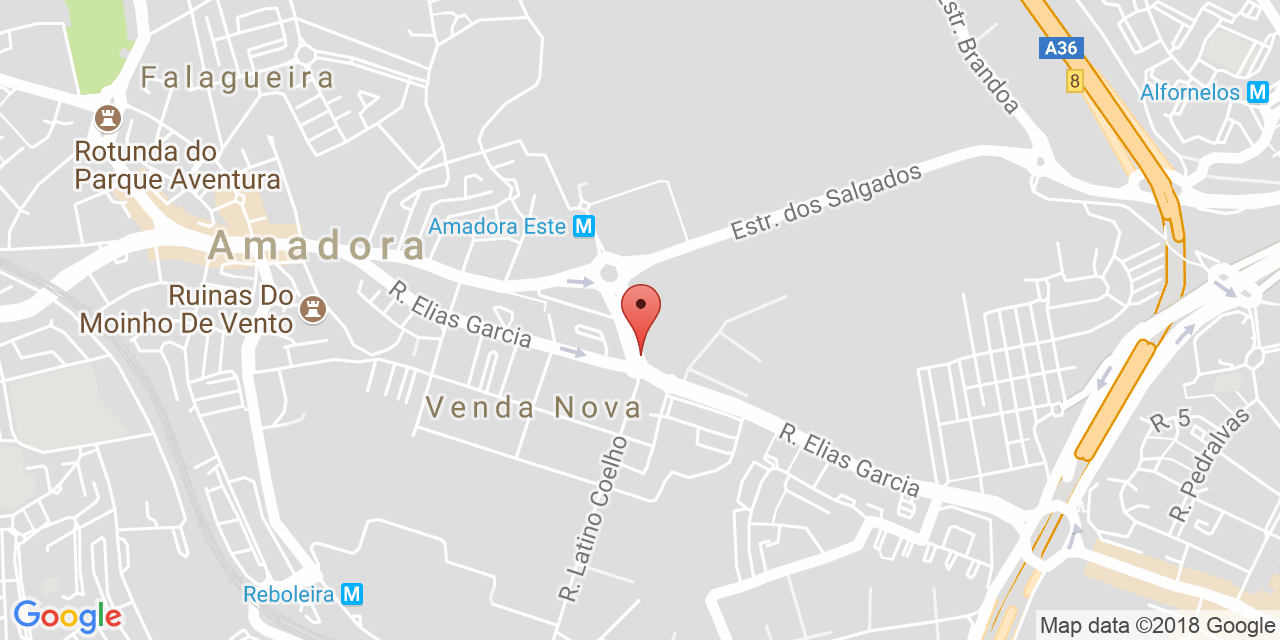 Estr. Brandoa
A36
8
Falagueira
Alfornelos M
Rotunda do
Parque Aventura
Estr. dos Salgados
Amadora Este M
Amadora
Ruinas Do
Moinho De Vento
R. Elias Garcia
Venda Nova
R. 5
R. Pedralvas
R. Elias Garcia
R. Latino Coelho
Reboleira M
Google
Map data ©2018 Google